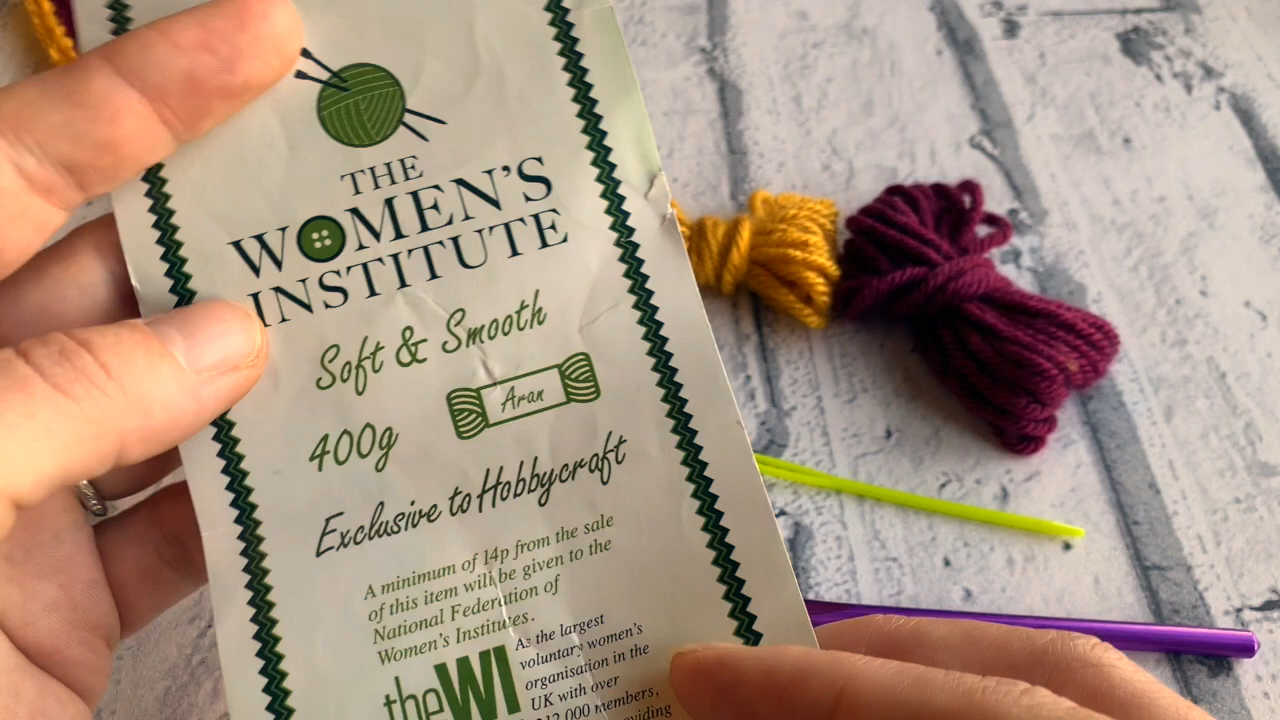 THE
WOMEN'S
INSTITUTE
Soft & Smooth
400g
Aran
Exclusive to Hobbycraft
A minimum of 14p from the sale
of this item will be given to the
National Federation of
Women's Institutes.
theWI
As the largest
voluntary women's
organisation in the
UK with over
212,000 members,